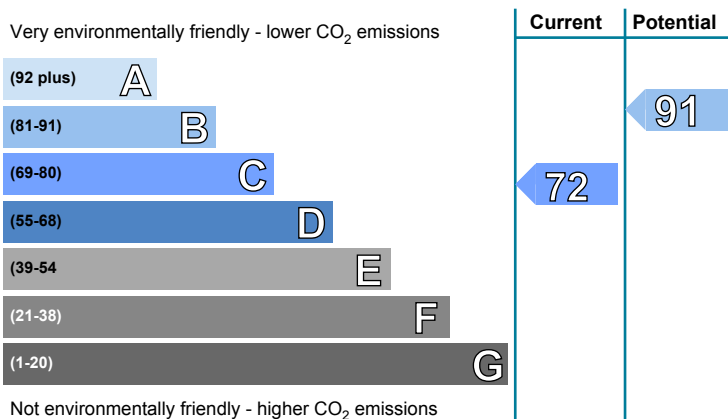 Current Potential
Very environmentally friendly - lower CO2 emissions
(92 plus) A
(81-91) B
91
(69-80) C
72
(55-68) D
(39-54 E
(21-38) F
(1-20) G
Not environmentally friendly - higher CO2 emissions